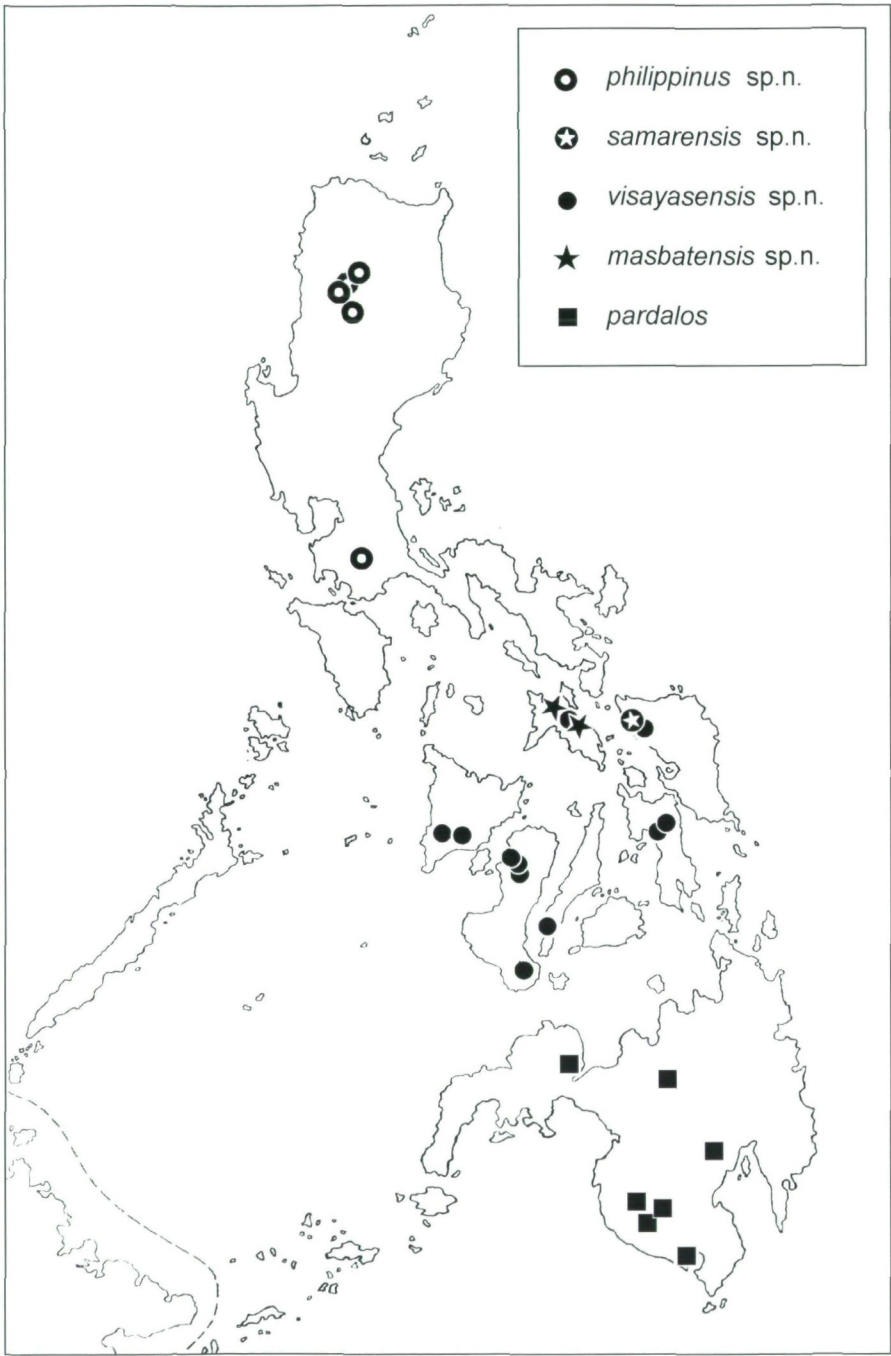 philippinus sp.n.
samarensis sp.n.
visayasensis sp.n.
masbatensis sp.n.
pardalos